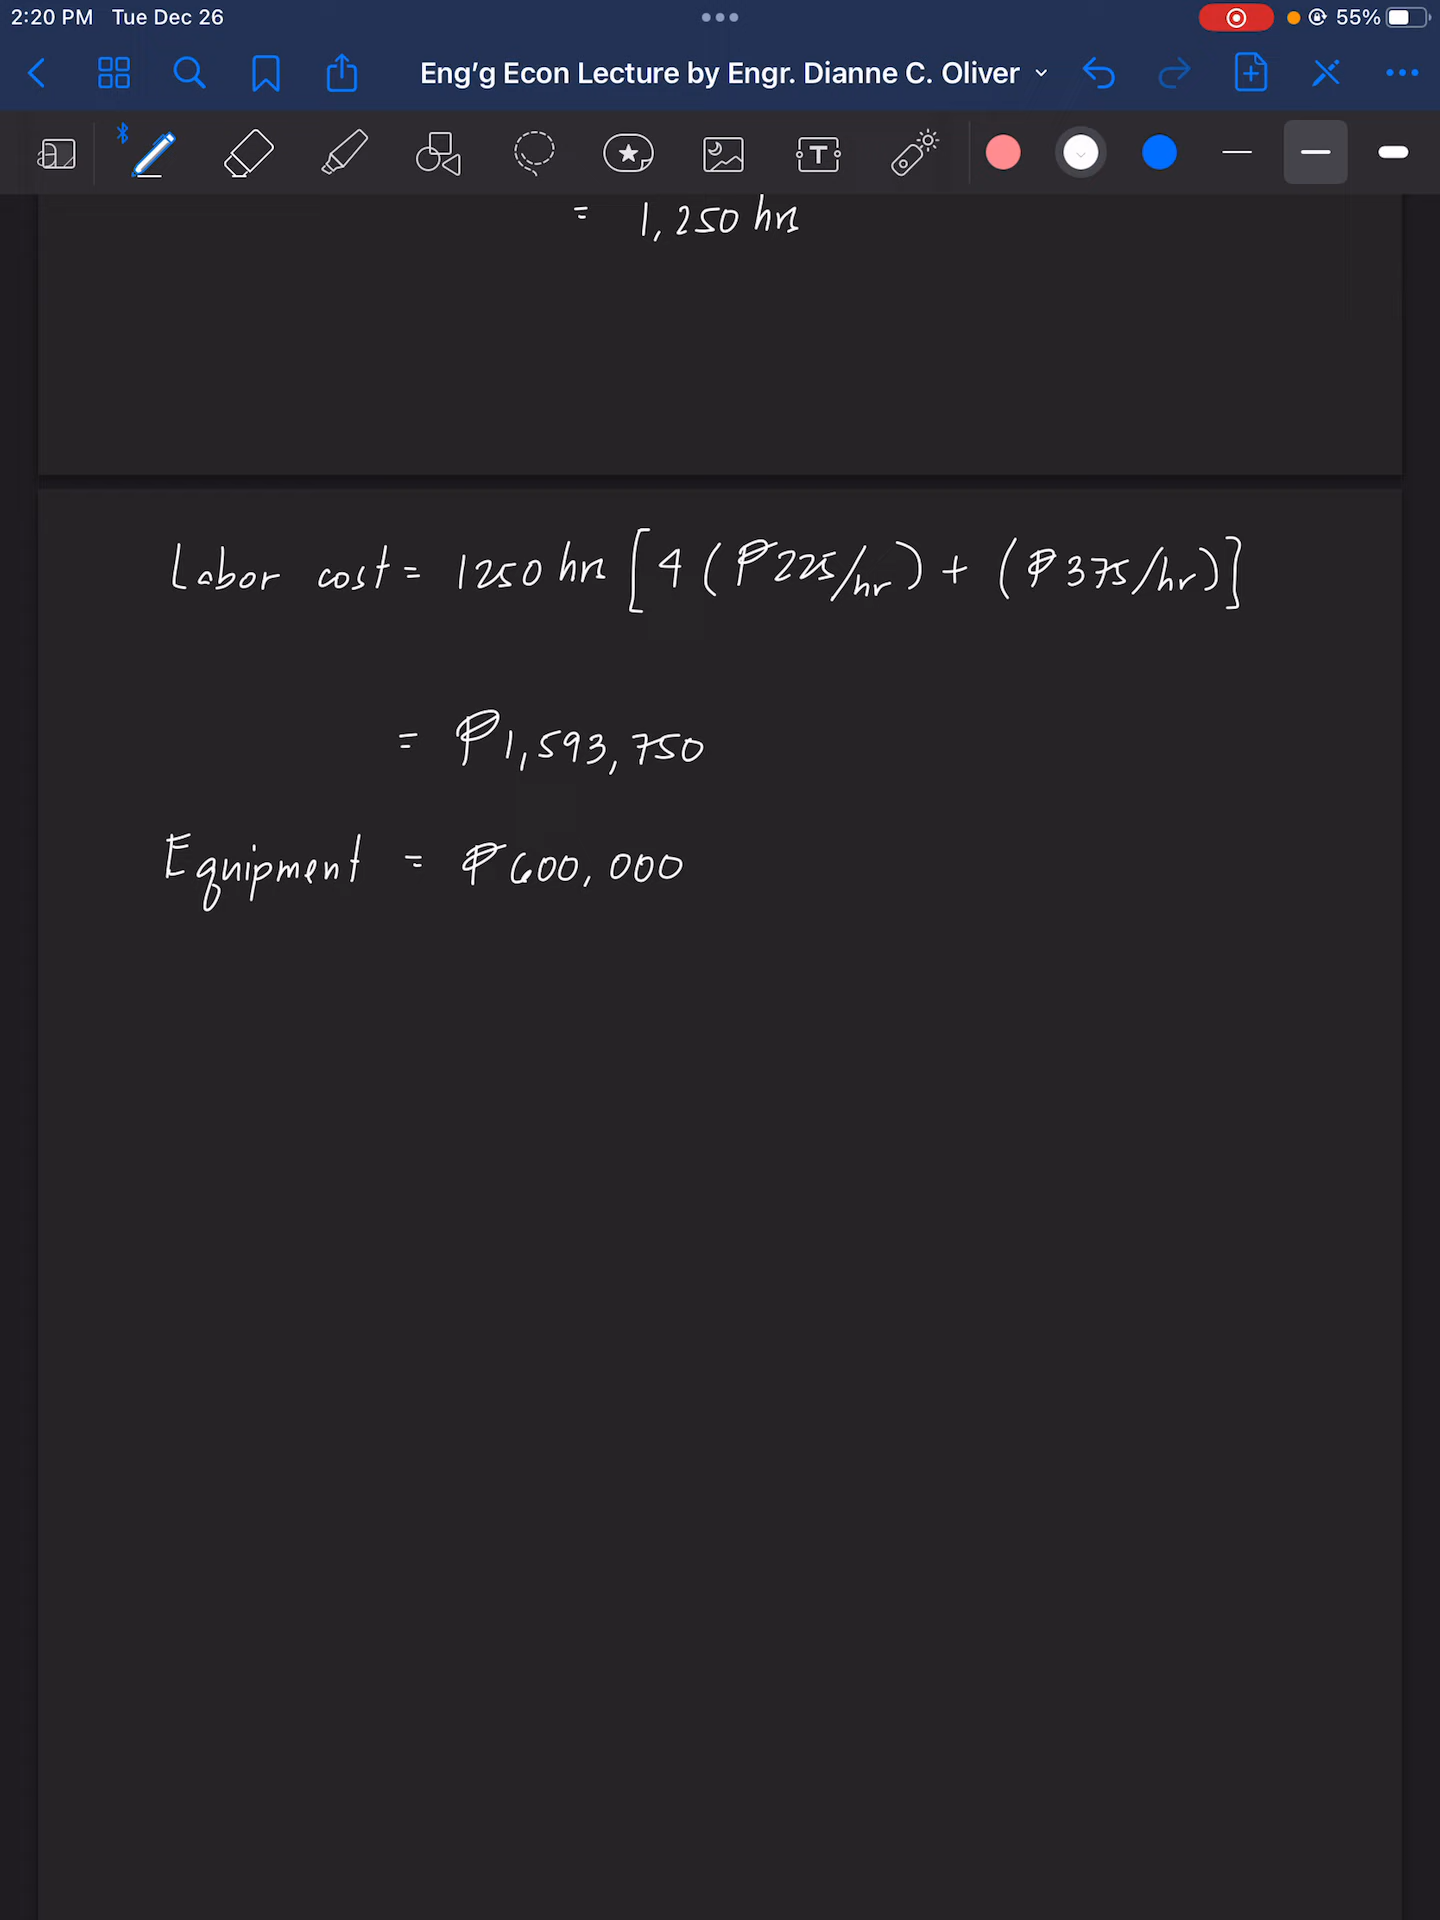 2:20 PM Tue Dec 26
55%
Eng'g Econ Lecture by Engr. Dianne C. Oliver
= 1,250 hrs
Labor cost = 1250 hrs [4 (₱225/hr) + (₱375/hr)]
= ₱1,593,750
Equipment = ₱600,000